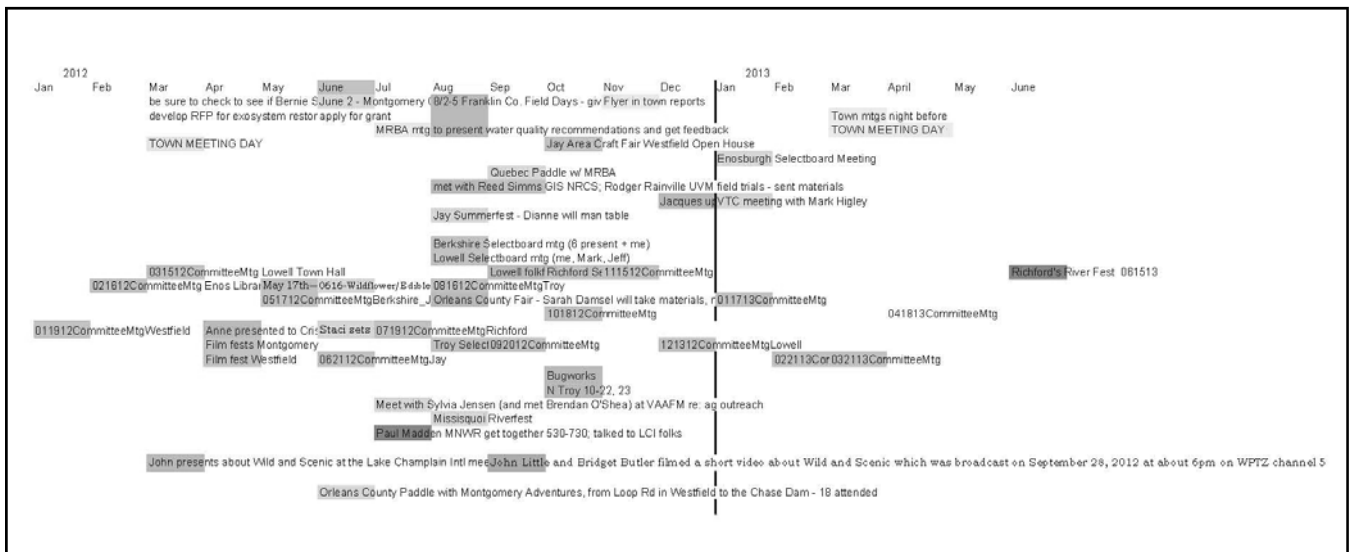 2012 2013
Jan Feb Mar Apr May June Jul Aug Sep Oct Nov Dec Jan Feb Mar April May June
be sure to check to see if Bernie S June 2 - Montgomery 8/2-5 Franklin Co. Field Days - giv Flyer in town reports
develop RFP for exosystem restor apply for grant Town mtgs night before
MRBA mtg to present water quality recommendations and get feedback TOWN MEETING DAY
TOWN MEETING DAY Jay Area Craft Fair Westfield Open House
Enosburgh Selectboard Meeting
Quebec Paddle w/ MRBA
met with Reed Simms GIS NRCS; Rodger Rainville UVM field trials - sent materials
Jacques up VTC meeting with Mark Higley
Jay Summerfest - Dianne will man table
Berkshire Selectboard mtg (6 present + me)
Lowell Selectboard mtg (me, Mark, Jeff)
031512CommitteeMtg Lowell Town Hall Lowell folkf Richford Se 111512CommitteeMtg Richford's River Fest 061513
021612CommitteeMtg Enos Librar May 17th— 0616-Wildflower/Edible 081612CommitteeMtgTroy
051712CommitteeMtgBerkshire_J Orleans County Fair - Sarah Damsel will take materials, r 011713CommitteeMtg
101812CommitteeMtg 041813CommitteeMtg
011912CommitteeMtgWestfield Anne presented to Cris Staci sets 071912CommitteeMtgRichford
Film fests Montgomery Troy Select 092012CommitteeMtg 121312CommitteeMtgLowell
Film fest Westfield 062112CommitteeMtgJay 022113Cor 032113CommitteeMtg
Bugworks
N Troy 10-22, 23
Meet with Sylvia Jensen (and met Brendan O'Shea) at VAAFM re: ag outreach
Missisquoi Riverfest
Paul Madden MNWR get together 530-730; talked to LCI folks
John presents about Wild and Scenic at the Lake Champlain Intl mee John Little and Bridget Butler filmed a short video about Wild and Scenic which was broadcast on September 28, 2012 at about 6pm on WPTZ channel 5
Orleans County Paddle with Montgomery Adventures, from Loop Rd in Westfield to the Chase Dam - 18 attended